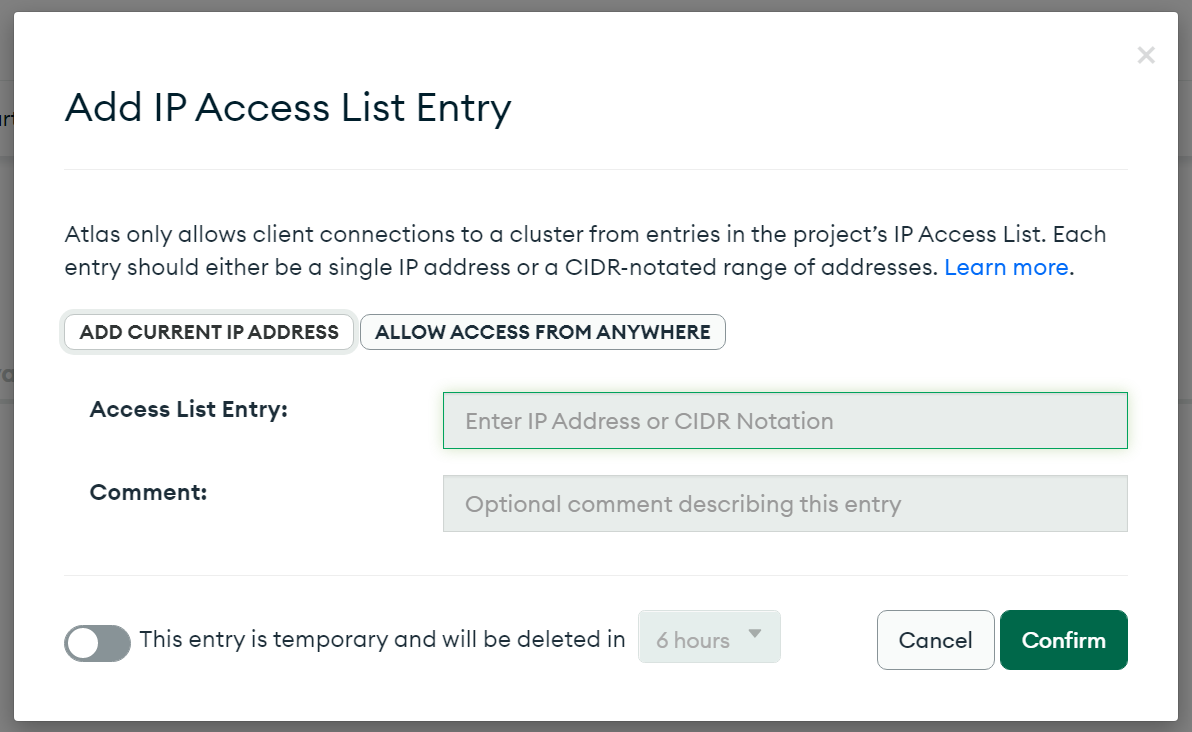 ×
Add IP Access List Entry
Atlas only allows client connections to a cluster from entries in the project’s IP Access List. Each
entry should either be a single IP address or a CIDR-notated range of addresses. Learn more.
ADD CURRENT IP ADDRESS ALLOW ACCESS FROM ANYWHERE
Access List Entry: Enter IP Address or CIDR Notation
Comment: Optional comment describing this entry
This entry is temporary and will be deleted in 6 hours Cancel Confirm